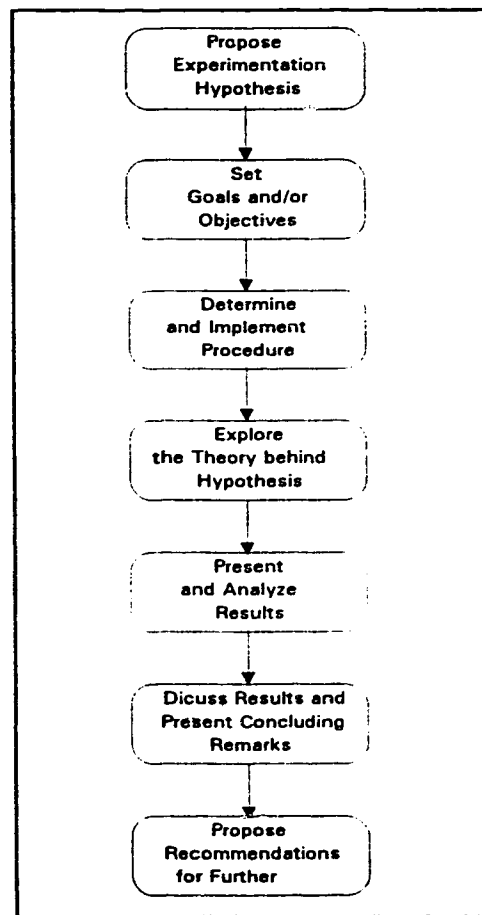 Propose
Experimentation
Hypothesis
Set
Goals and/or
Objectives
Determine
and Implement
Procedure
Explore
the Theory behind
Hypothesis
Present
and Analyze
Results
Dicuss Results and
Present Concluding
Remarks
Propose
Recommendations
for Further